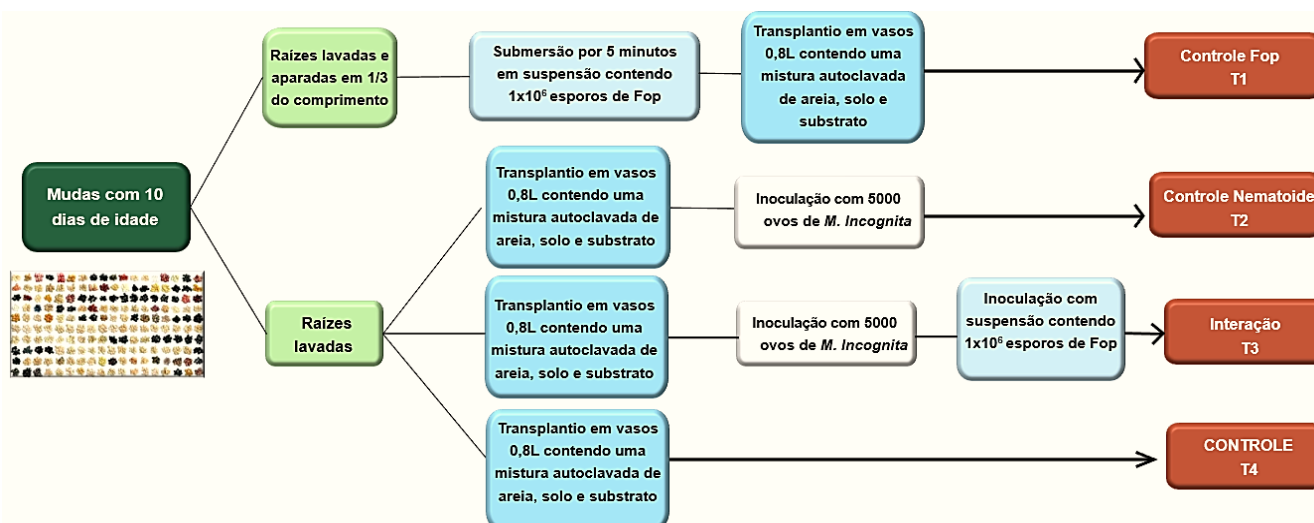 Mudas com 10
dias de idade
Raízes lavadas e
aparadas em 1/3
do comprimento
Submersão por 5 minutos
em suspensão contendo
1x10⁶ esporos de Fop
Transplantio em vasos
0,8L contendo uma
mistura autoclavada
de areia, solo e
substrato
Controle Fop
T1
Raízes
lavadas
Transplantio em vasos
0,8L contendo uma
mistura autoclavada de
areia, solo e substrato
Inoculação com 5000
ovos de M. Incognita
Controle Nematoide
T2
Transplantio em vasos
0,8L contendo uma
mistura autoclavada de
areia, solo e substrato
Inoculação com 5000
ovos de M. Incognita
Inoculação com
suspensão contendo
1x10⁶ esporos de Fop
Interação
T3
Transplantio em vasos
0,8L contendo uma
mistura autoclavada de
areia, solo e substrato
CONTROLE
T4